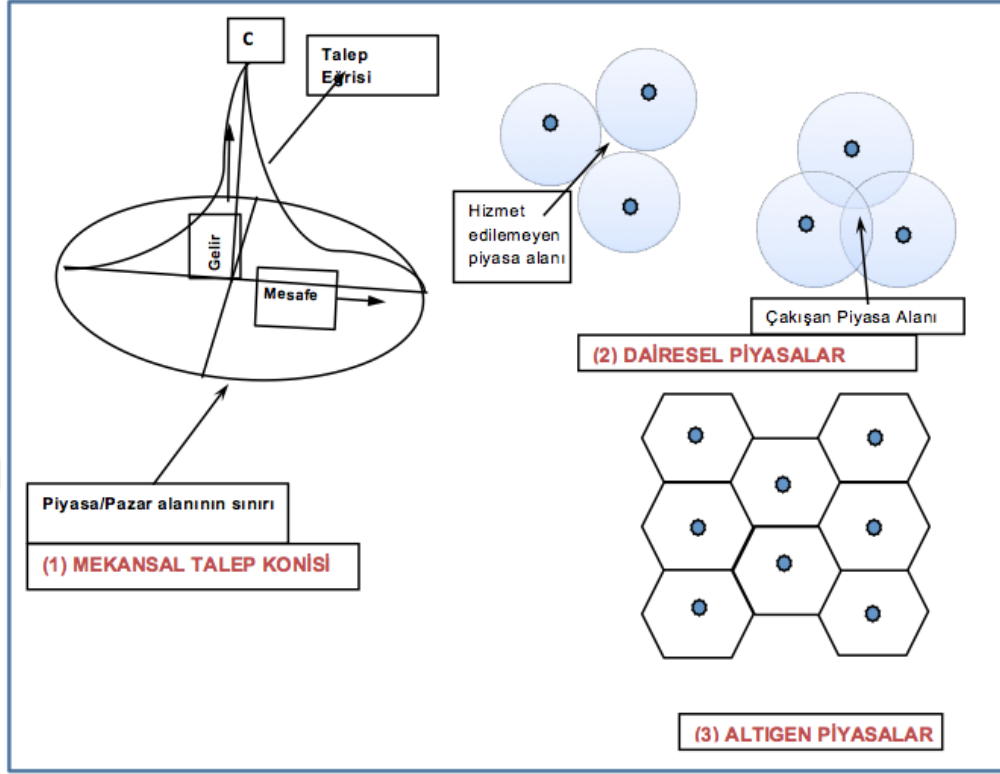 C
Talep
Eğrisi
Gelir
Mesafe
Piyasa/Pazar alanının sınırı
(1) MEKANSAL TALEP KONİSİ
Hizmet
edilemeyen
piyasa alanı
Çakışan Piyasa Alanı
(2) DAİRESEL PİYASALAR
(3) ALTIGEN PİYASALAR